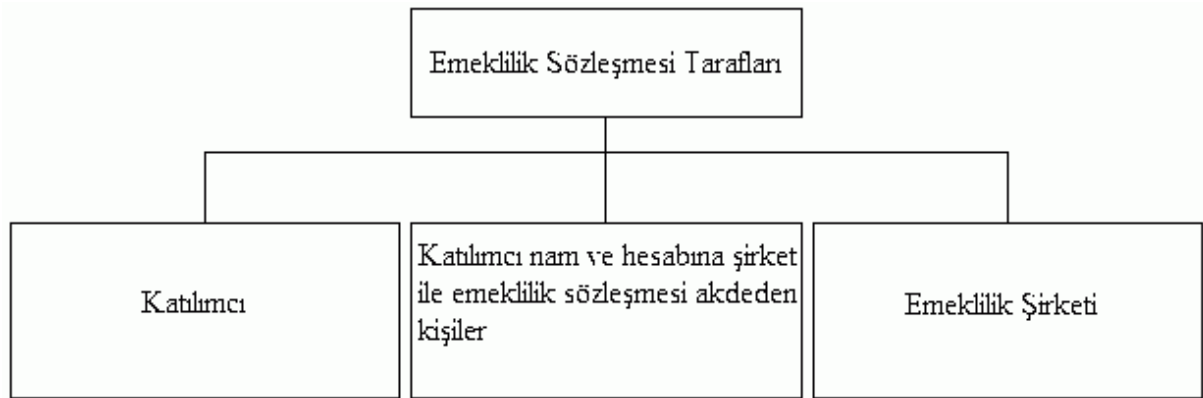 Emeklilik Sözleşmesi Tarafları
Katılımcı
Katılımcı nam ve hesabına şirket
ile emeklilik sözleşmesi akdeden
kişiler
Emeklilik Şirketi